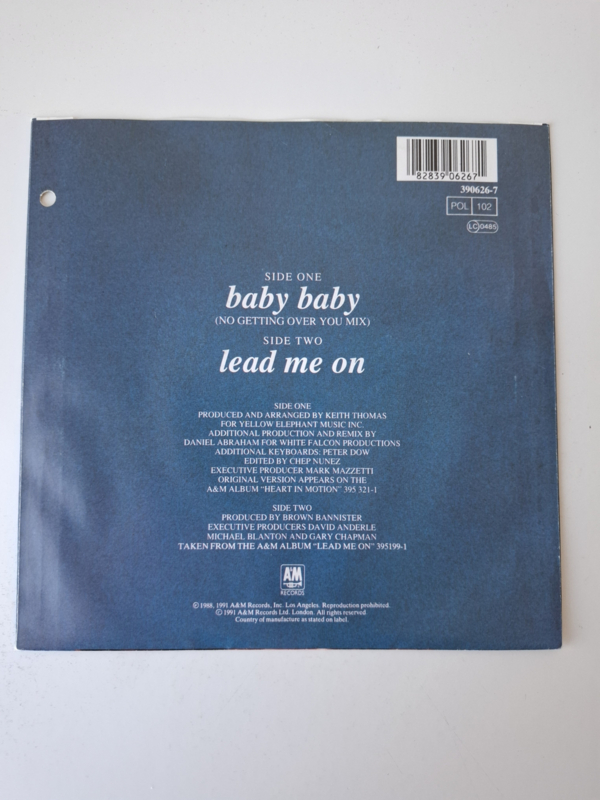 82839 06267
390626-7
POL 102
LC 0485
SIDE ONE
baby baby
(NO GETTING OVER YOU MIX)
SIDE TWO
lead me on
SIDE ONE
PRODUCED AND ARRANGED BY KEITH THOMAS
FOR YELLOW ELEPHANT MUSIC INC.
ADDITIONAL PRODUCTION AND REMIX BY
DANIEL ABRAHAM FOR WHITE FALCON PRODUCTIONS
ADDITIONAL KEYBOARDS: PETER DOW
EDITED BY CHEP NUNEZ
EXECUTIVE PRODUCER MARK MAZZETTI
ORIGINAL VERSION APPEARS ON THE
A&M ALBUM “HEART IN MOTION” 395 321-1
SIDE TWO
PRODUCED BY BROWN BANNISTER
EXECUTIVE PRODUCERS DAVID ANDERLE
MICHAEL BLANTON AND GARY CHAPMAN
TAKEN FROM THE A&M ALBUM “LEAD ME ON” 395199-1
A&M
RECORDS
© 1988, 1991 A&M Records, Inc. Los Angeles. Reproduction prohibited.
© 1991 A&M Records Ltd. London. All rights reserved.
Country of manufacture as stated on label.